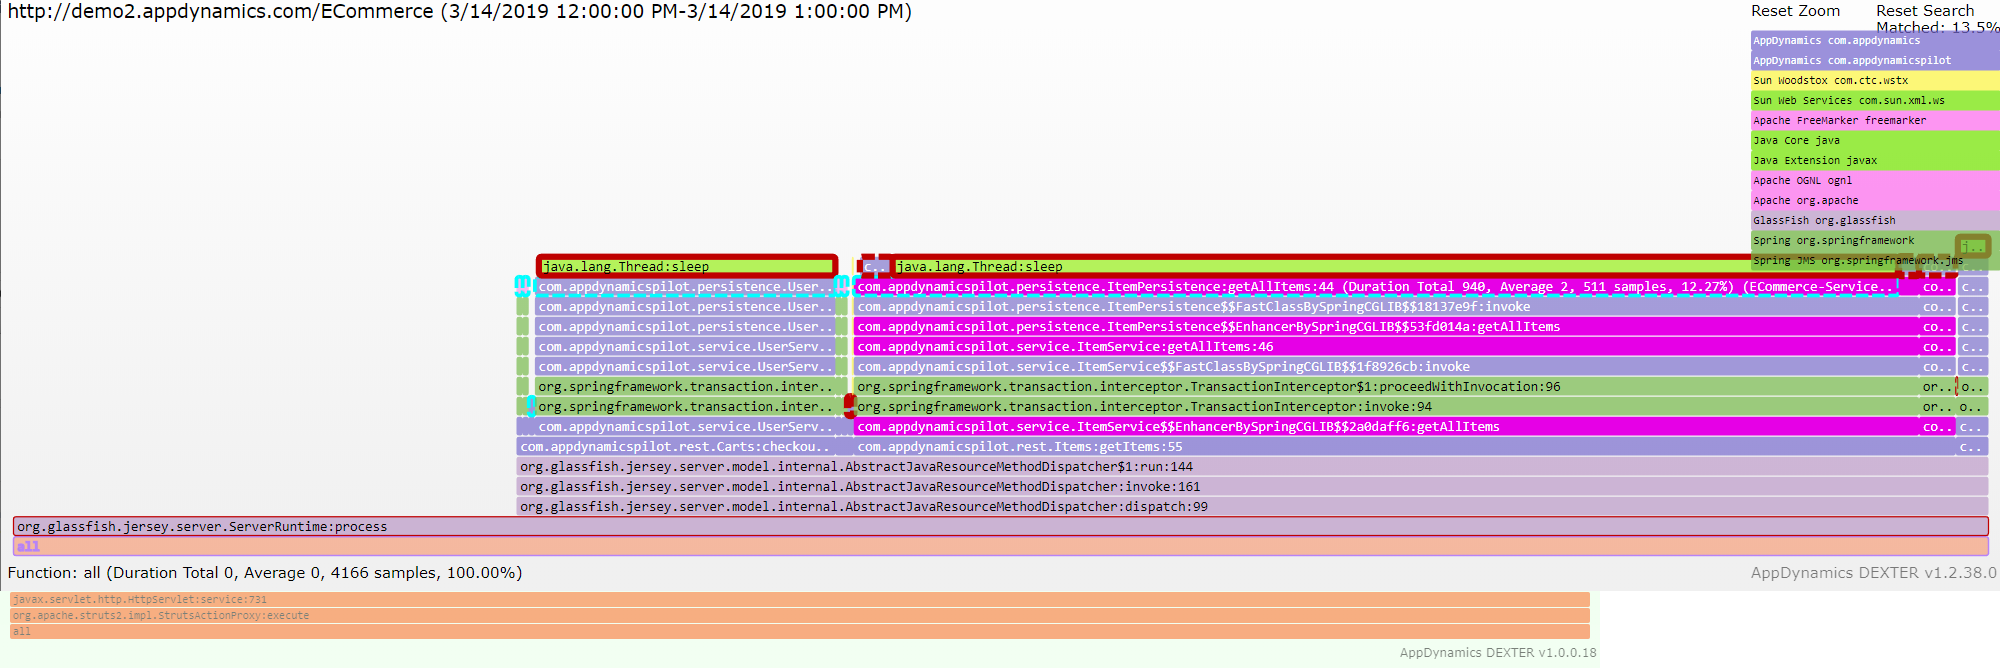 http://demo2.appdynamics.com/ECommerce (3/14/2019 12:00:00 PM-3/14/2019 1:00:00 PM)
Reset Zoom
Reset Search
Matched: 13.5%
AppDynamics com.appdynamics
AppDynamics com.appdynamicspilot
Sun Woodstox com.ctc.wstx
Sun Web Services com.sun.xml.ws
Apache FreeMarker freemarker
Java Core java
Java Extension javax
Apache OGNL ognl
Apache org.apache
GlassFish org.glassfish
Spring org.springframework
j..
Spring JMS org.springframework.jms
java.lang.Thread:sleep
c..
java.lang.Thread:sleep
com.appdynamicspilot.persistence.User..
com.appdynamicspilot.persistence.ItemPersistence:getAllItems:44 (Duration Total 940, Average 2, 511 samples, 12.27%) (ECommerce-Service..
co..
c..
com.appdynamicspilot.persistence.User..
com.appdynamicspilot.persistence.ItemPersistence$$FastClassBySpringCGLIB$$18137e9f:invoke
co..
c..
com.appdynamicspilot.persistence.User..
com.appdynamicspilot.persistence.ItemPersistence$$EnhancerBySpringCGLIB$$53fd014a:getAllItems
co..
c..
com.appdynamicspilot.service.UserServ..
com.appdynamicspilot.service.ItemService:getAllItems:46
co..
c..
com.appdynamicspilot.service.UserServ..
com.appdynamicspilot.service.ItemService$$FastClassBySpringCGLIB$$1f8926cb:invoke
co..
c..
org.springframework.transaction.inter..
org.springframework.transaction.interceptor.TransactionInterceptor$1:proceedWithInvocation:96
or..
o..
org.springframework.transaction.inter..
org.springframework.transaction.interceptor.TransactionInterceptor:invoke:94
or..
o..
com.appdynamicspilot.service.UserServ..
com.appdynamicspilot.service.ItemService$$EnhancerBySpringCGLIB$$2a0daff6:getAllItems
co..
c..
com.appdynamicspilot.rest.Carts:checkou..
com.appdynamicspilot.rest.Items:getItems:55
c..
org.glassfish.jersey.server.model.internal.AbstractJavaResourceMethodDispatcher$1:run:144
org.glassfish.jersey.server.model.internal.AbstractJavaResourceMethodDispatcher:invoke:161
org.glassfish.jersey.server.model.internal.AbstractJavaResourceMethodDispatcher:dispatch:99
org.glassfish.jersey.server.ServerRuntime:process
all
Function: all (Duration Total 0, Average 0, 4166 samples, 100.00%)
AppDynamics DEXTER v1.2.38.0
javax.servlet.http.HttpServlet:service:731
org.apache.struts2.impl.StrutsActionProxy:execute
all
AppDynamics DEXTER v1.0.0.18